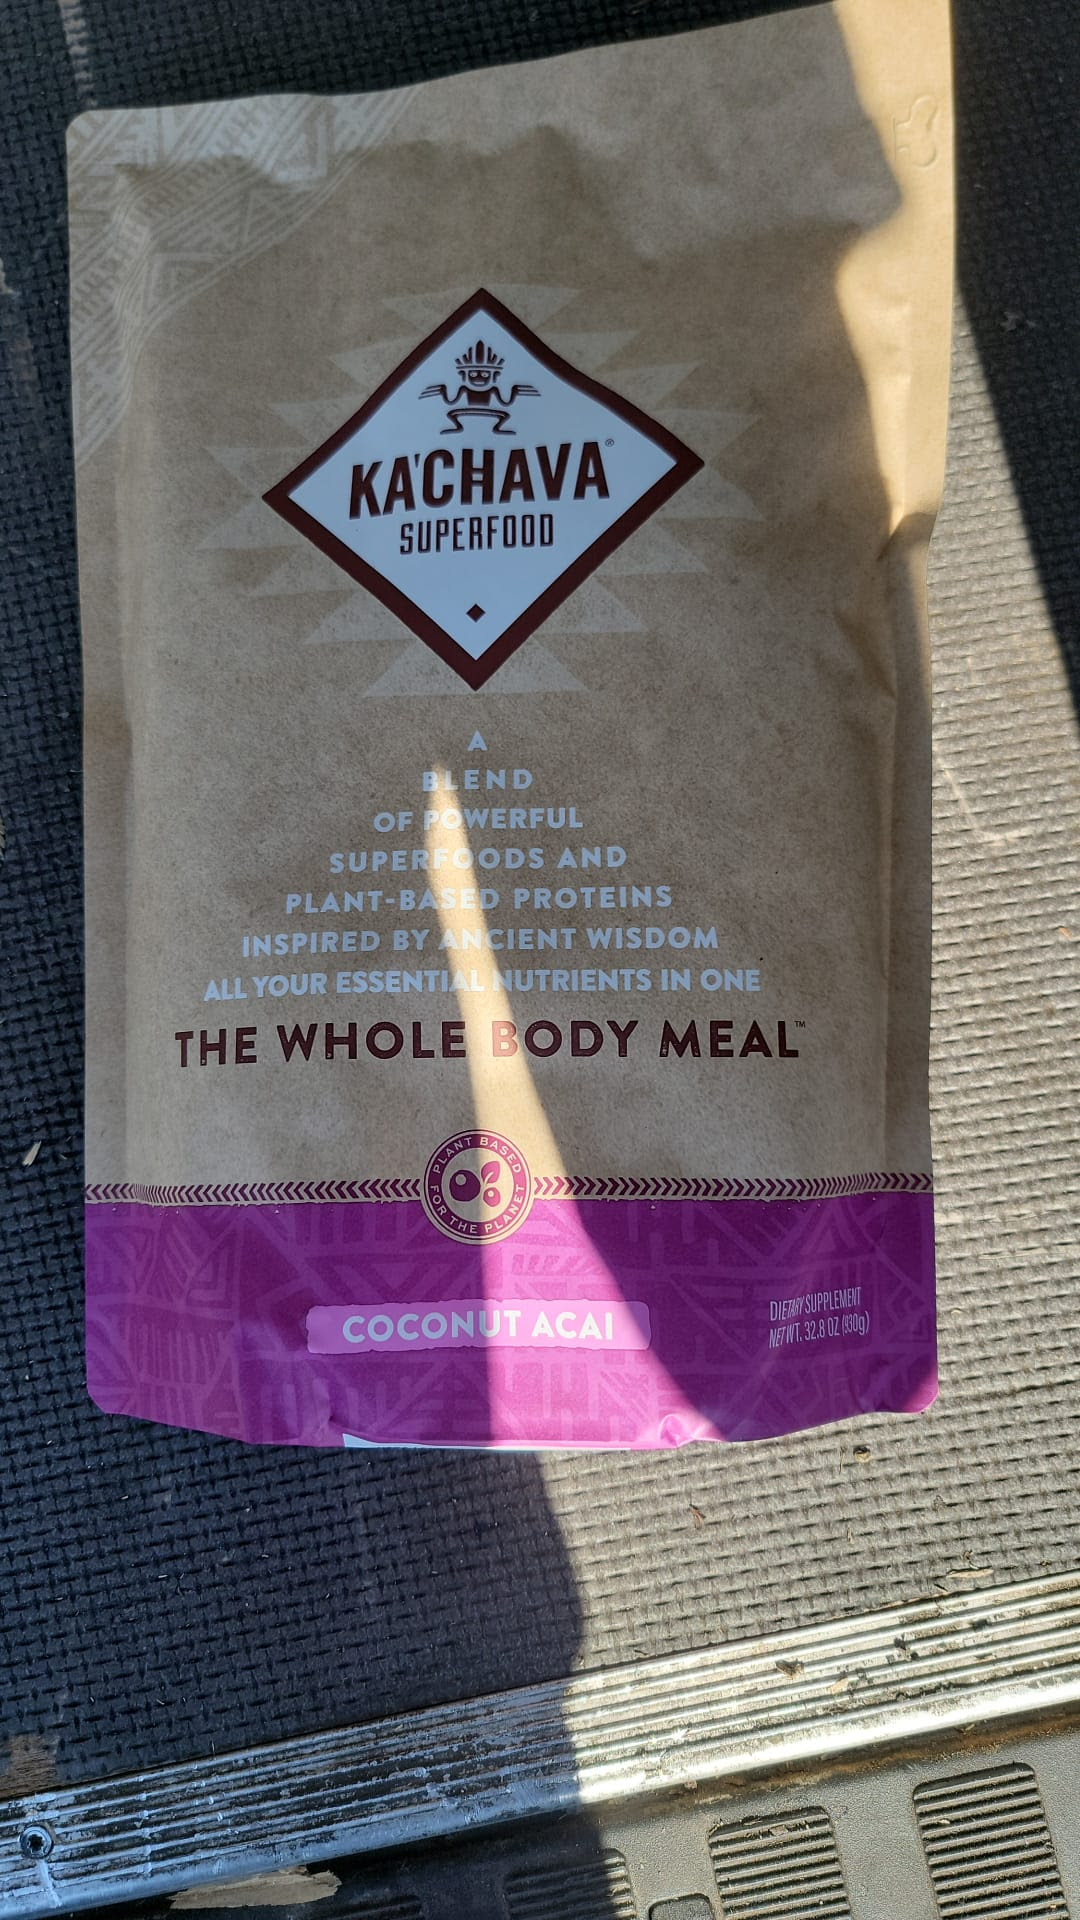 KA'CHAVA®
SUPERFOOD
A
BLEND
OF POWERFUL
SUPERFOODS AND
PLANT-BASED PROTEINS
INSPIRED BY ANCIENT WISDOM
ALL YOUR ESSENTIAL NUTRIENTS IN ONE
THE WHOLE BODY MEAL™
PLANT BASED
FOR THE PLANET
COCONUT ACAI
DIETARY SUPPLEMENT
NET WT. 32.8 OZ (930g)